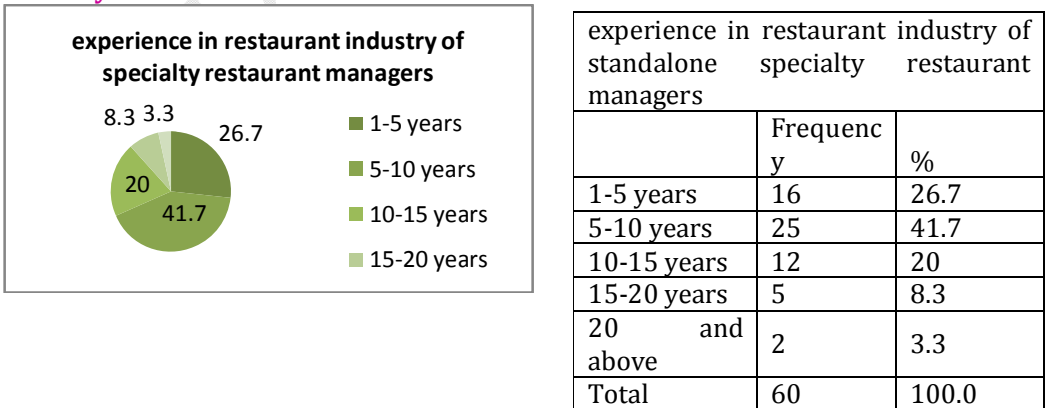 experience in restaurant industry of
specialty restaurant managers
8.3 3.3
26.7
20
41.7
1-5 years
5-10 years
10-15 years
15-20 years
experience in restaurant industry of
standalone specialty restaurant
managers
Frequenc
y %
1-5 years 16 26.7
5-10 years 25 41.7
10-15 years 12 20
15-20 years 5 8.3
20 and
above 2 3.3
Total 60 100.0